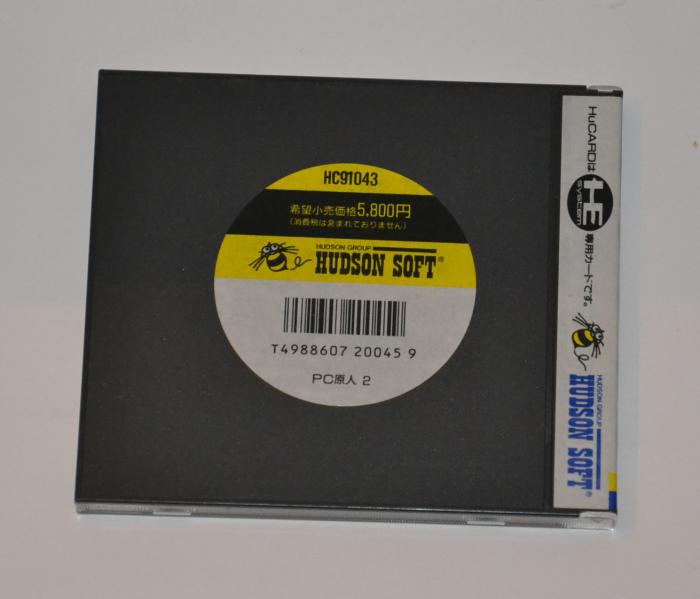 HC91043
希望小売価格5,800円
(消費税は含まれておりません)
HUDSON GROUP
HUDSON SOFT®
T4988607 20045 9
PC原人 2
HuCARDは
HE
system
専用カードです。
HUDSON GROUP
HUDSON SOFT®